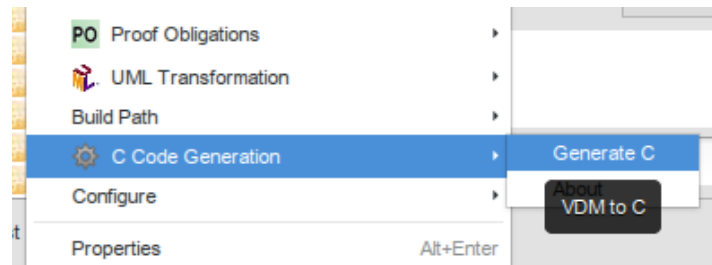 PO Proof Obligations
UML Transformation
Build Path
C Code Generation
Generate C
About
VDM to C
Configure
Properties Alt+Enter